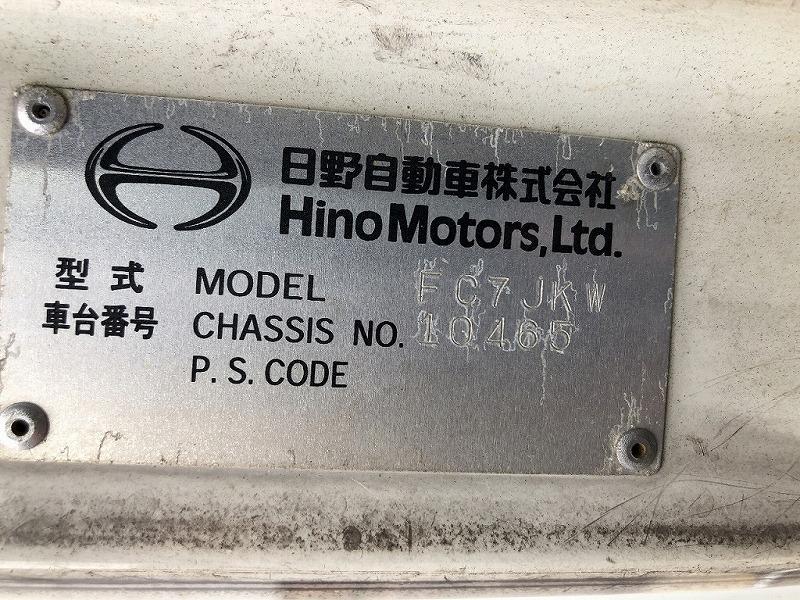 日野自動車株式会社
Hino Motors, Ltd.
型式 MODEL FC7JKW
車台番号 CHASSIS NO. 10465
P. S. CODE